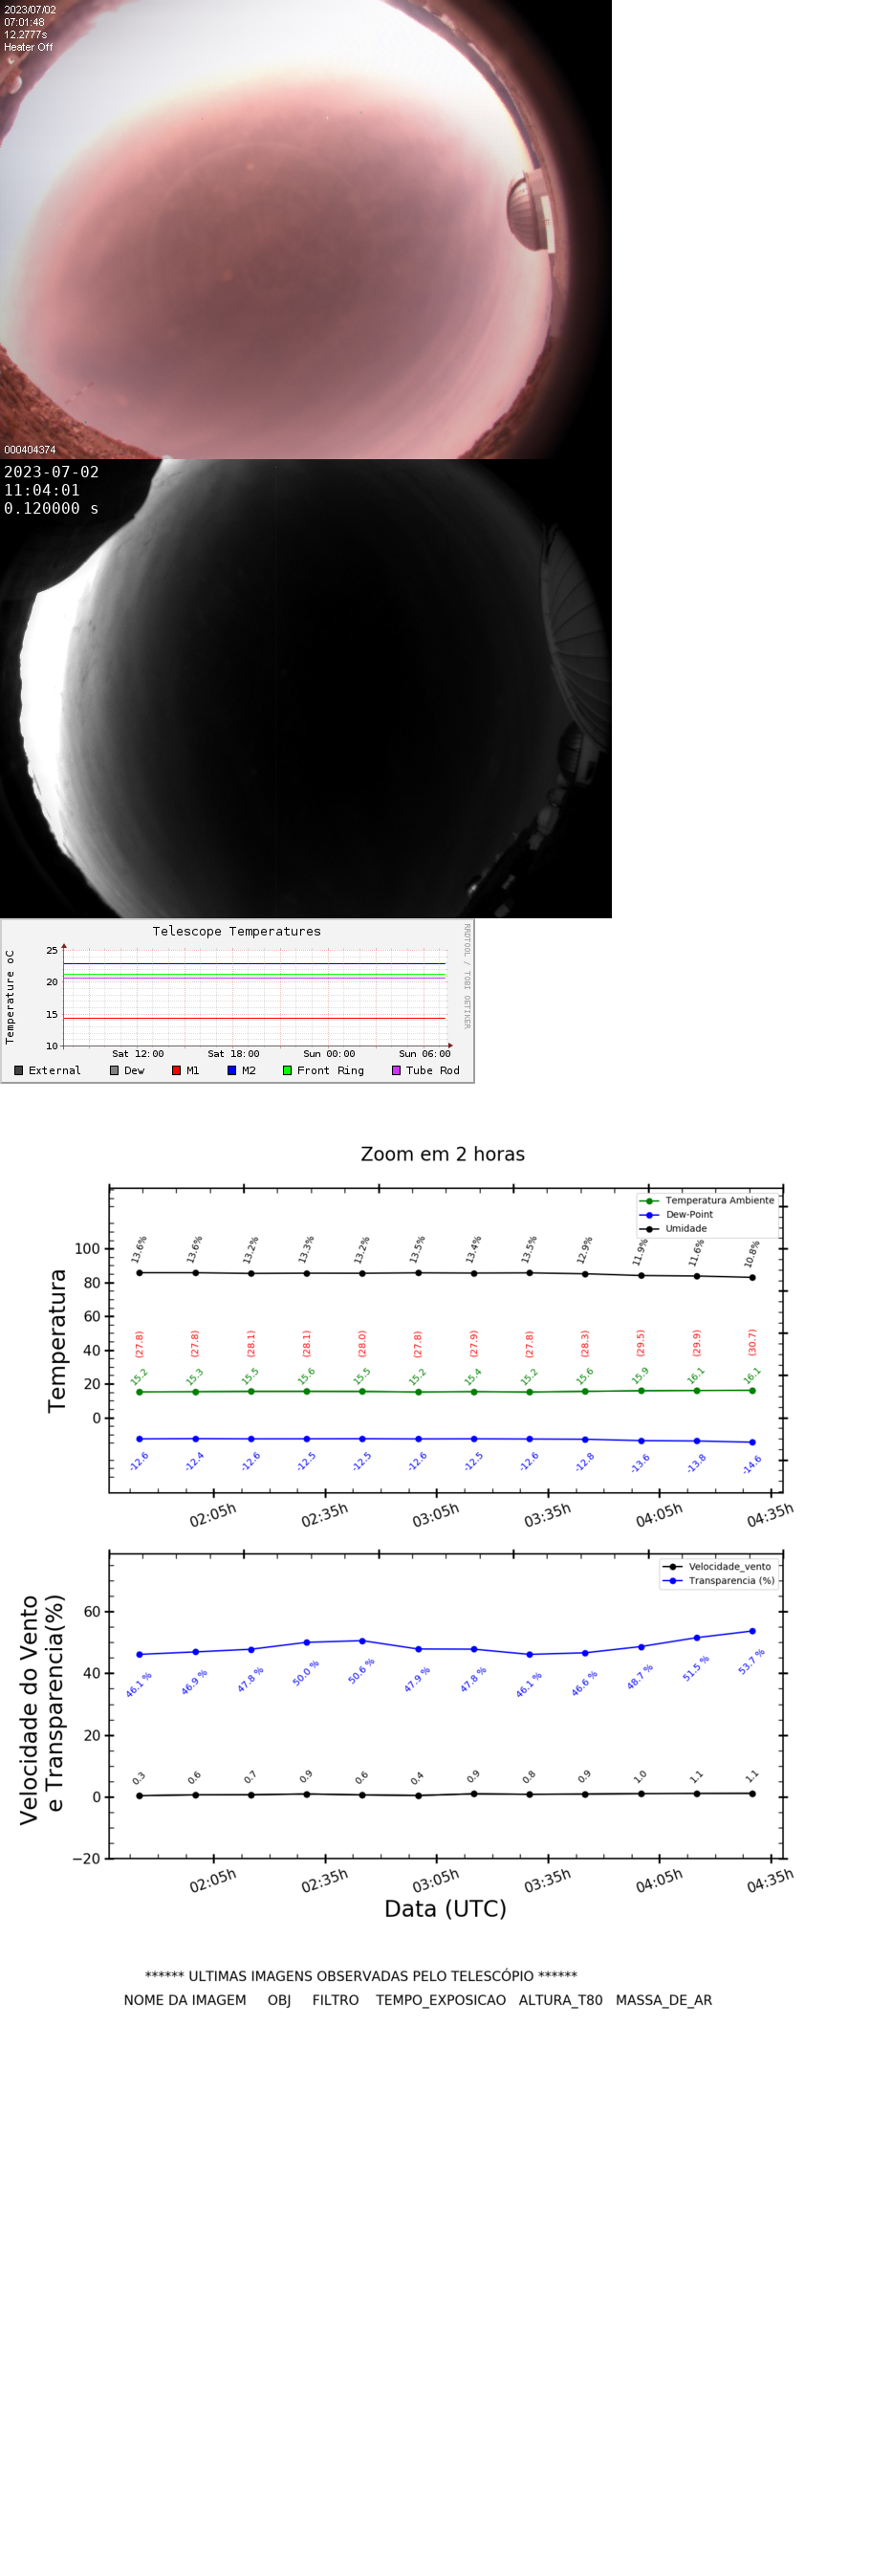 2023/07/02
07:01:48
12.2777s
Heater Off
000404374
2023-07-02
11:04:01
0.120000 s
Telescope Temperatures
RRDTOOL / TOBI OETIKER
Temperature oC
25
20
15
10
Sat 12:00 Sat 18:00 Sun 00:00 Sun 06:00
External Dew M1 M2 Front Ring Tube Rod
Zoom em 2 horas
Temperatura Ambiente
Dew-Point
Umidade
Temperatura
100
80
60
40
20
0
13.6% 13.6% 13.2% 13.3% 13.2% 13.5% 13.4% 13.5% 12.9% 11.9% 11.6% 10.8%
(27.8) (27.8) (28.1) (28.1) (28.0) (27.8) (27.9) (27.8) (28.3) (29.5) (29.9) (30.7)
15.2 15.3 15.5 15.6 15.5 15.2 15.4 15.2 15.6 15.9 16.1 16.1
-12.6 -12.4 -12.6 -12.5 -12.5 -12.6 -12.5 -12.6 -12.8 -13.6 -13.8 -14.6
02:05h 02:35h 03:05h 03:35h 04:05h 04:35h
Velocidade_vento
Transparencia (%)
Velocidade do Vento
e Transparencia(%)
60
40
20
0
−20
46.1 % 46.9 % 47.8 % 50.0 % 50.6 % 47.9 % 47.8 % 46.1 % 46.6 % 48.7 % 51.5 % 53.7 %
0.3 0.6 0.7 0.9 0.6 0.4 0.9 0.8 0.9 1.0 1.1 1.1
02:05h 02:35h 03:05h 03:35h 04:05h 04:35h
Data (UTC)
****** ULTIMAS IMAGENS OBSERVADAS PELO TELESCÓPIO ******
NOME DA IMAGEM OBJ FILTRO TEMPO_EXPOSICAO ALTURA_T80 MASSA_DE_AR